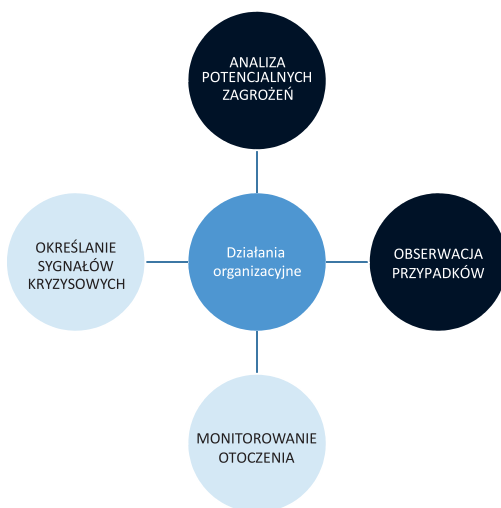 ANALIZA
POTENCJALNYCH
ZAGROŻEŃ
OKREŚLANIE
SYGNAŁÓW
KRYZYSOWYCH
Działania
organizacyjne
OBSERWACJA
PRZYPADKÓW
MONITOROWANIE
OTOCZENIA